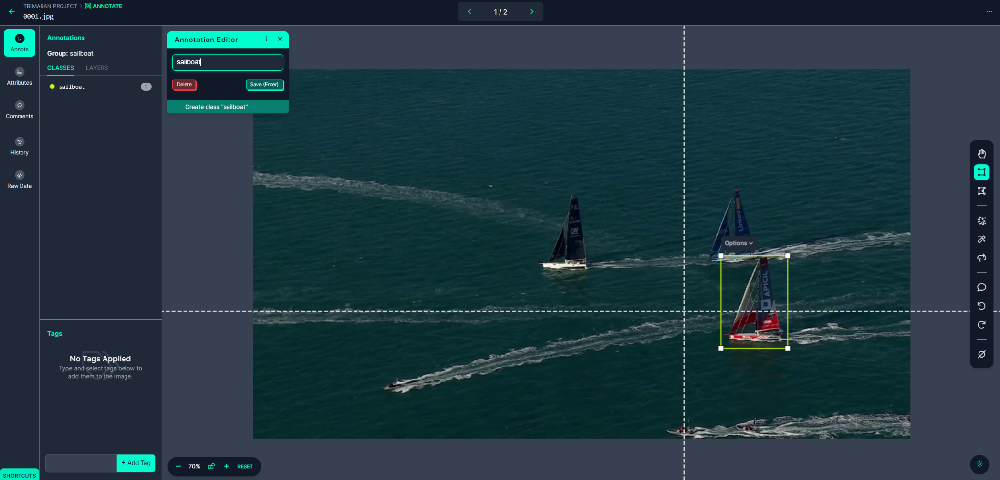 TRIMARAN PROJECT > ANNOTATE
0001.jpg
1 / 2
Annots
Attributes
Comments
History
Raw Data
SHORTCUTS
Annotations
Group: sailboat
CLASSES LAYERS
sailboat 1
Tags
No Tags Applied
Type and select tags below to
add them to the image.
+ Add Tag
Annotation Editor
sailboat
Delete Save (Enter)
Create class "sailboat"
Linked
Options
APICIL
70% RESET